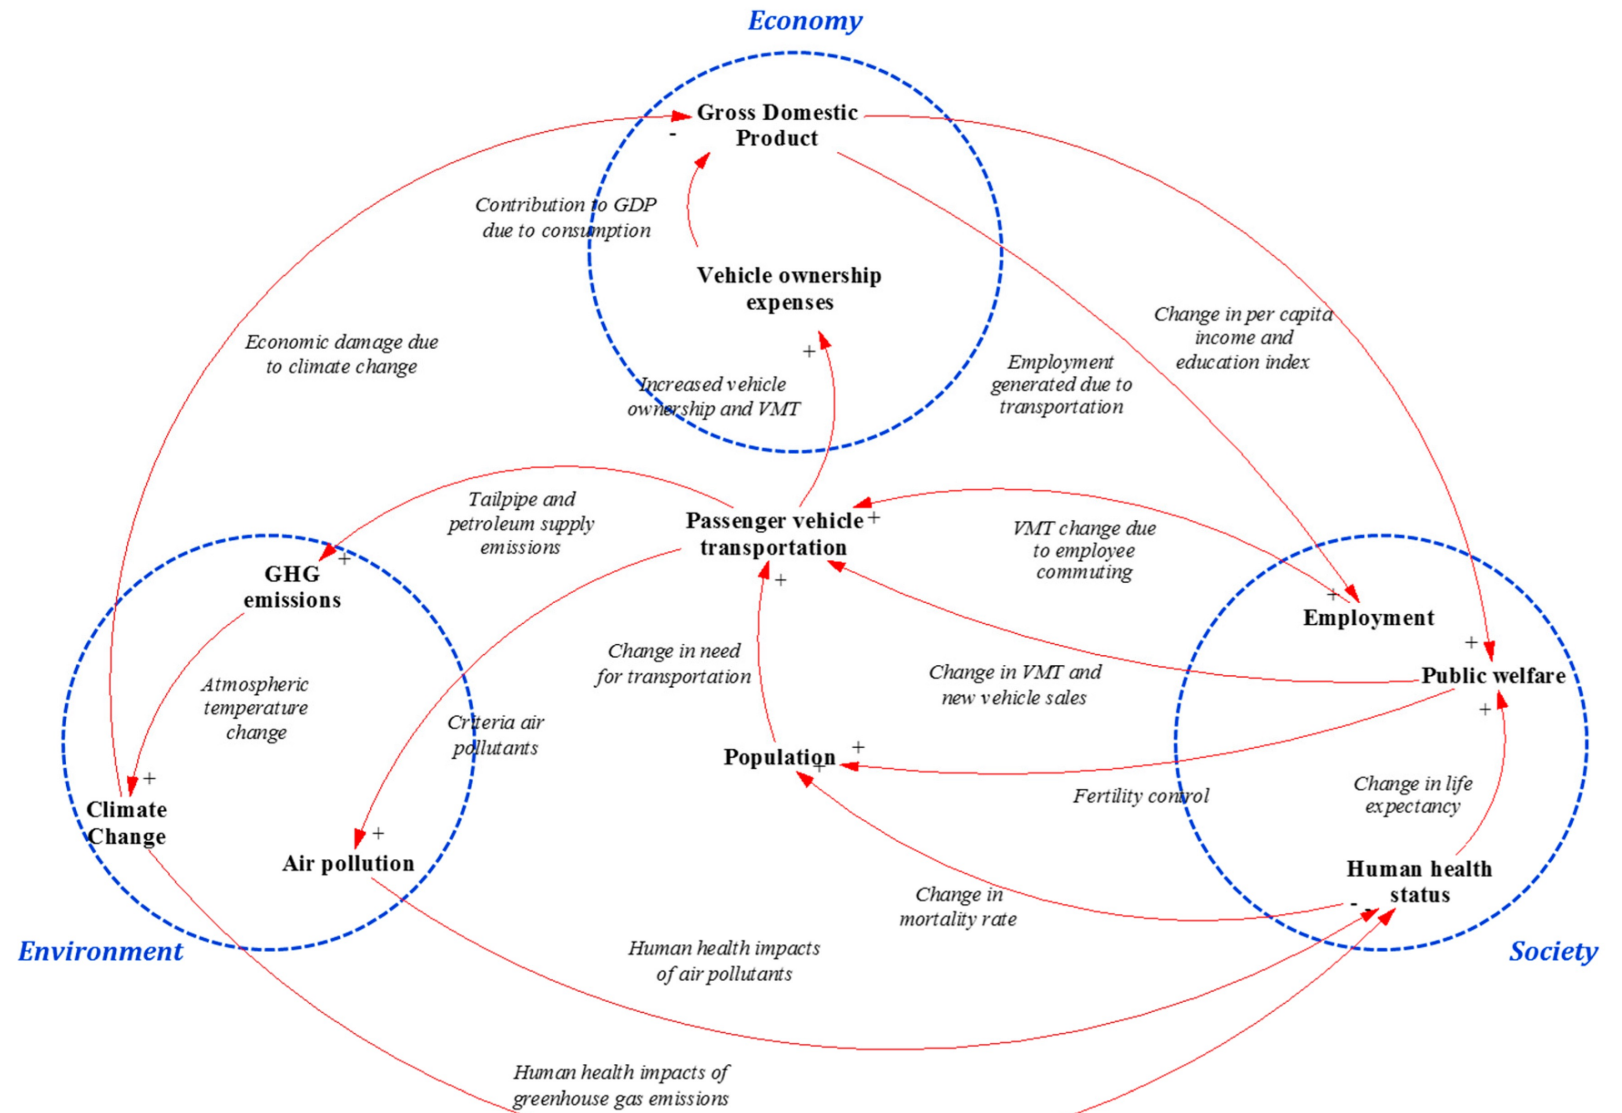 Economy
Gross Domestic
Product
-
Contribution to GDP
due to consumption
Vehicle ownership
expenses
+
Increased vehicle
ownership and VMT
Economic damage due
to climate change
Change in per capita
income and
education index
Employment
generated due to
transportation
Tailpipe and
petroleum supply
emissions
Passenger vehicle
transportation
+
+
VMT change due
to employee
commuting
GHG
emissions
+
Employment
+
Public welfare
+
+
Change in need
for transportation
Change in VMT and
new vehicle sales
Atmospheric
temperature
change
Criteria air
pollutants
Population
+
+
Fertility control
Change in life
expectancy
Climate
Change
+
Air pollution
+
Human health
status
- -
Change in
mortality rate
Environment
Society
Human health impacts
of air pollutants
Human health impacts of
greenhouse gas emissions